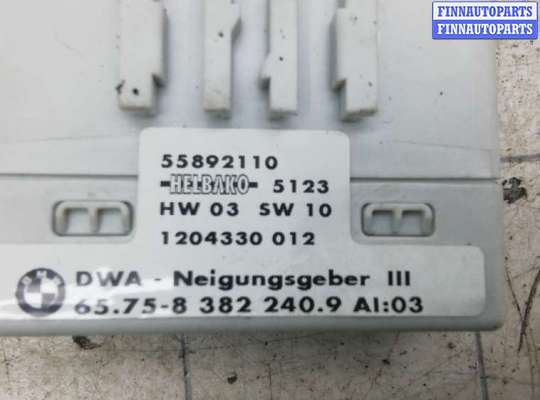 FINNAUTOPARTS
FINNAUTOPARTS
55892110
HELBAKO 5123
HW 03 SW 10
1204330 012
BMW
DWA - Neigungsgeber III
65.75-8 382 240.9 AI:03